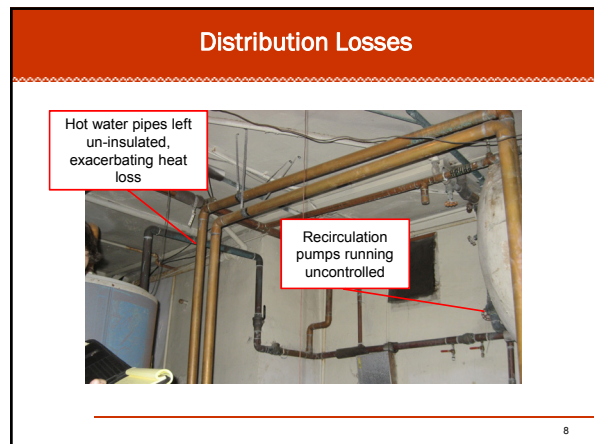 Distribution Losses
Hot water pipes left
un-insulated,
exacerbating heat
loss
Recirculation
pumps running
uncontrolled
8